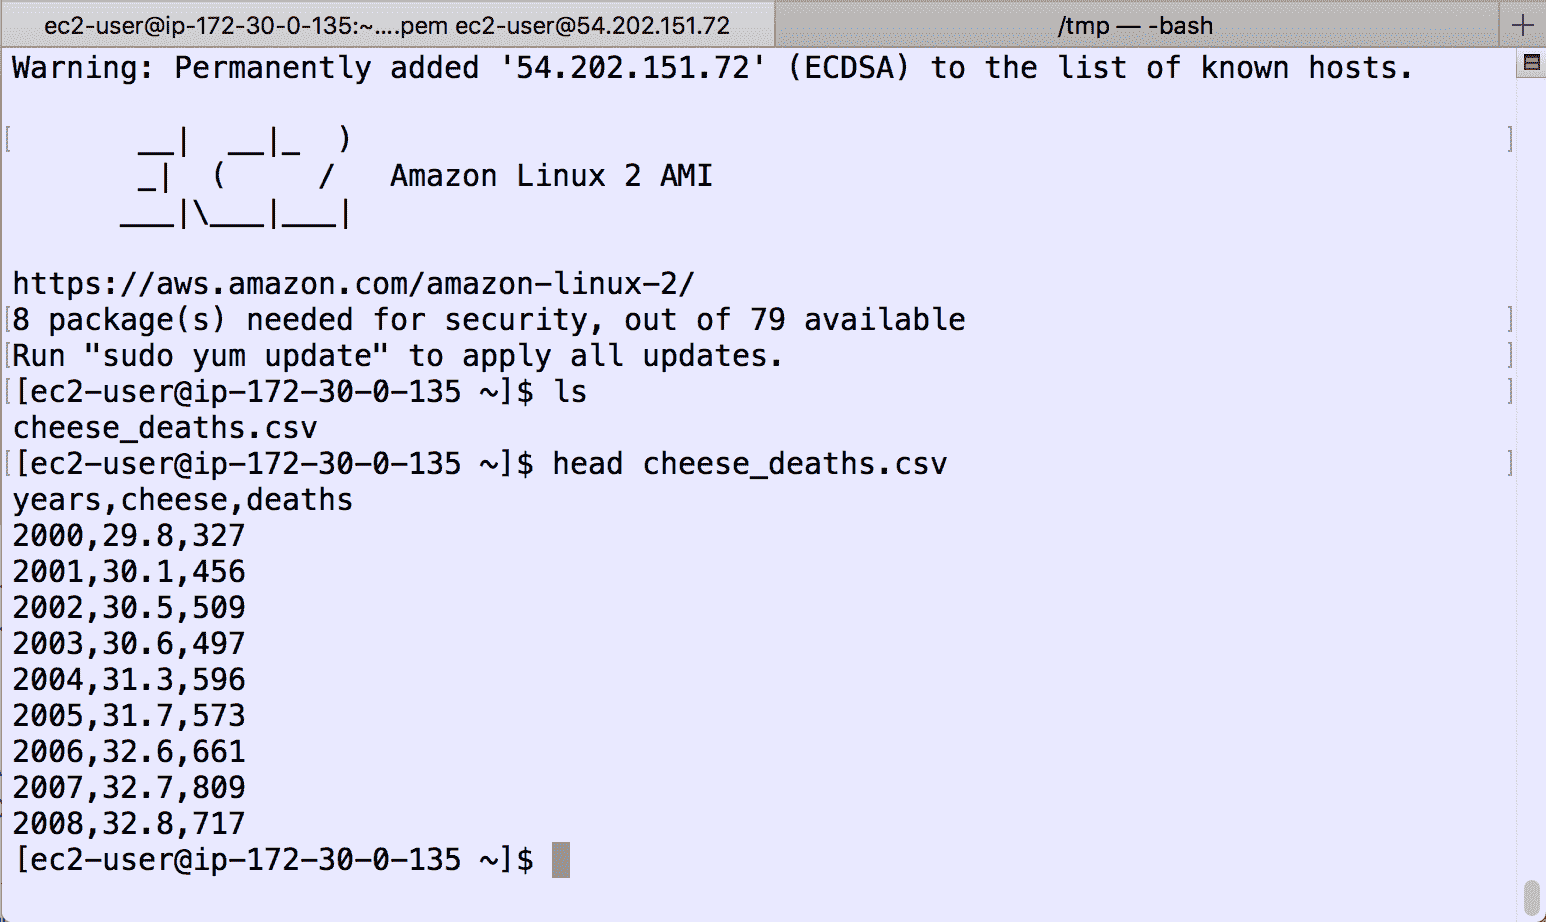 ec2-user@ip-172-30-0-135:~....pem ec2-user@54.202.151.72
/tmp — -bash
Warning: Permanently added '54.202.151.72' (ECDSA) to the list of known hosts.
       __|  __|_  )
       _|  (     /   Amazon Linux 2 AMI
      ___|\___|___|
https://aws.amazon.com/amazon-linux-2/
8 package(s) needed for security, out of 79 available
Run "sudo yum update" to apply all updates.
[ec2-user@ip-172-30-0-135 ~]$ ls
cheese_deaths.csv
[ec2-user@ip-172-30-0-135 ~]$ head cheese_deaths.csv
years,cheese,deaths
2000,29.8,327
2001,30.1,456
2002,30.5,509
2003,30.6,497
2004,31.3,596
2005,31.7,573
2006,32.6,661
2007,32.7,809
2008,32.8,717
[ec2-user@ip-172-30-0-135 ~]$